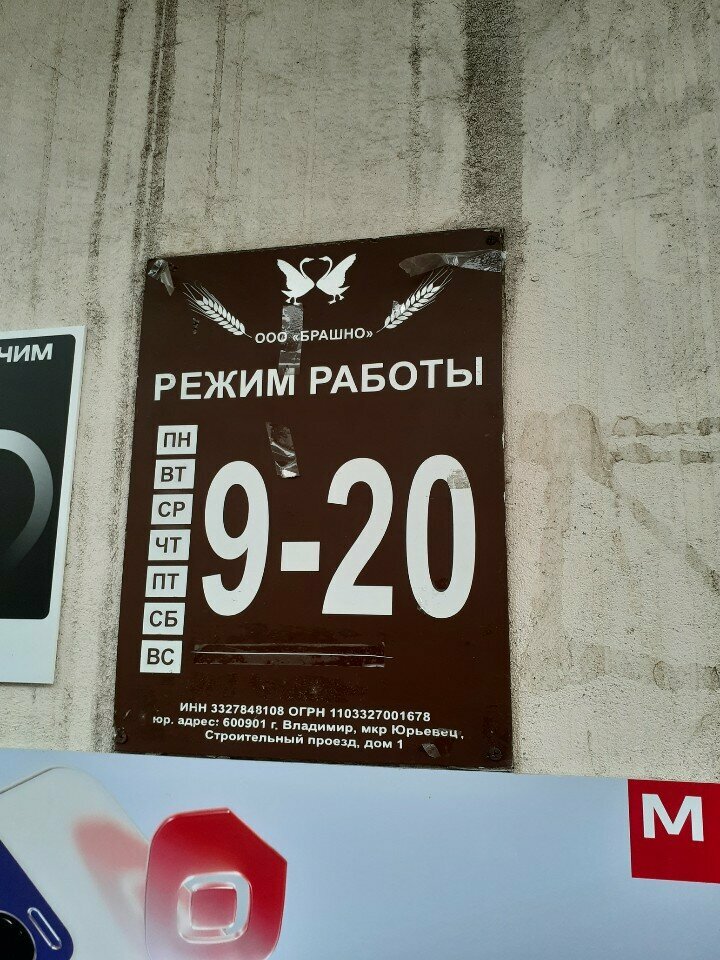 ЧИМ
ООО «БРАШНО»
РЕЖИМ РАБОТЫ
ПН
ВТ
СР
ЧТ
ПТ
СБ
ВС
9-20
ИНН 3327848108 ОГРН 1103327001678
юр. адрес: 600901 г. Владимир, мкр Юрьевец,
Строительный проезд, дом 1
М